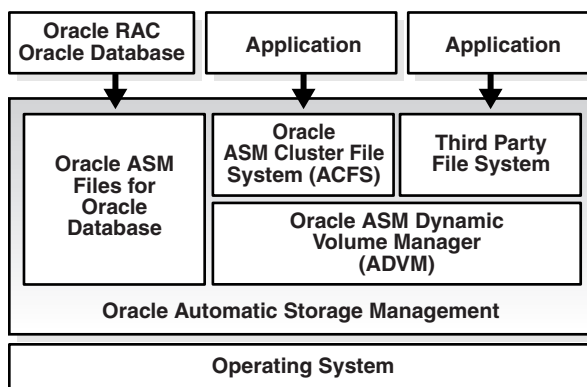 Oracle RAC
Oracle Database
Application
Application
Oracle ASM
Files for
Oracle
Database
Oracle
ASM Cluster File
System (ACFS)
Third Party
File System
Oracle ASM Dynamic
Volume Manager
(ADVM)
Oracle Automatic Storage Management
Operating System